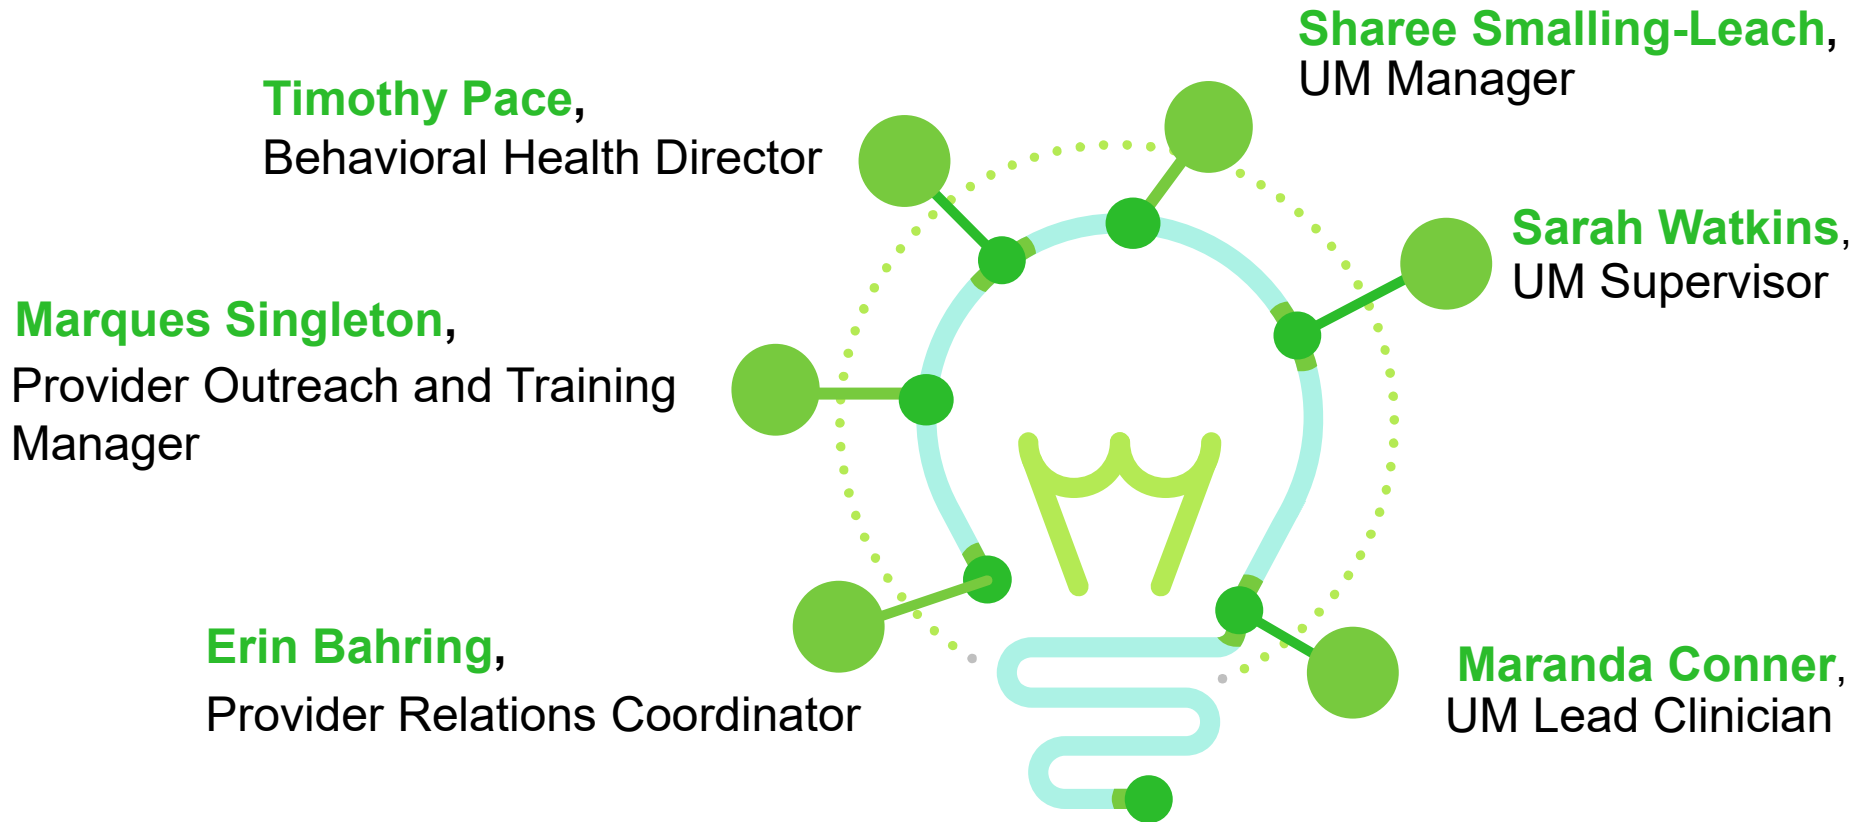 Sharee Smalling-Leach,
UM Manager
Timothy Pace,
Behavioral Health Director
Sarah Watkins,
UM Supervisor
Marques Singleton,
Provider Outreach and Training
Manager
Erin Bahring,
Provider Relations Coordinator
Maranda Conner,
UM Lead Clinician